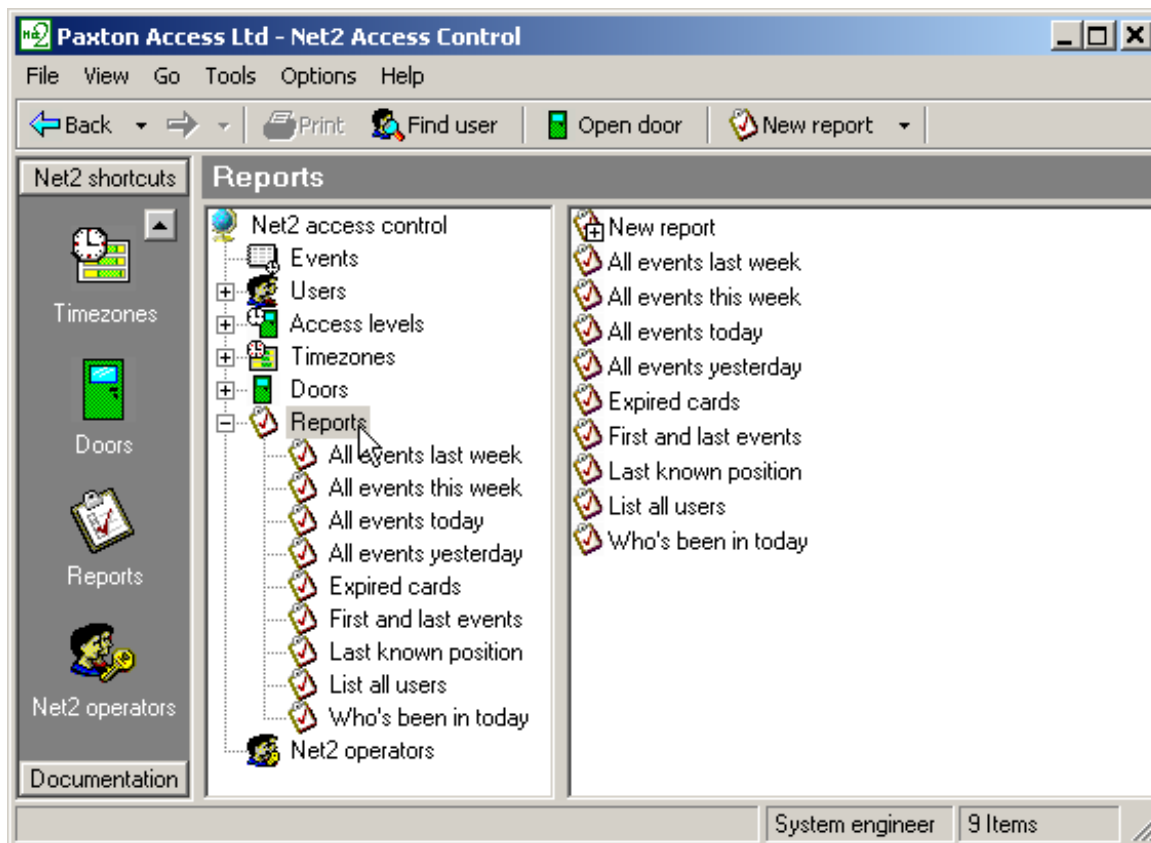 Paxton Access Ltd - Net2 Access Control
File View Go Tools Options Help
Back Print Find user Open door New report
Net2 shortcuts
Timezones
Doors
Reports
Net2 operators
Documentation
Reports
Net2 access control
Events
Users
Access levels
Timezones
Doors
Reports
All events last week
All events this week
All events today
All events yesterday
Expired cards
First and last events
Last known position
List all users
Who's been in today
Net2 operators
New report
All events last week
All events this week
All events today
All events yesterday
Expired cards
First and last events
Last known position
List all users
Who's been in today
System engineer 9 Items